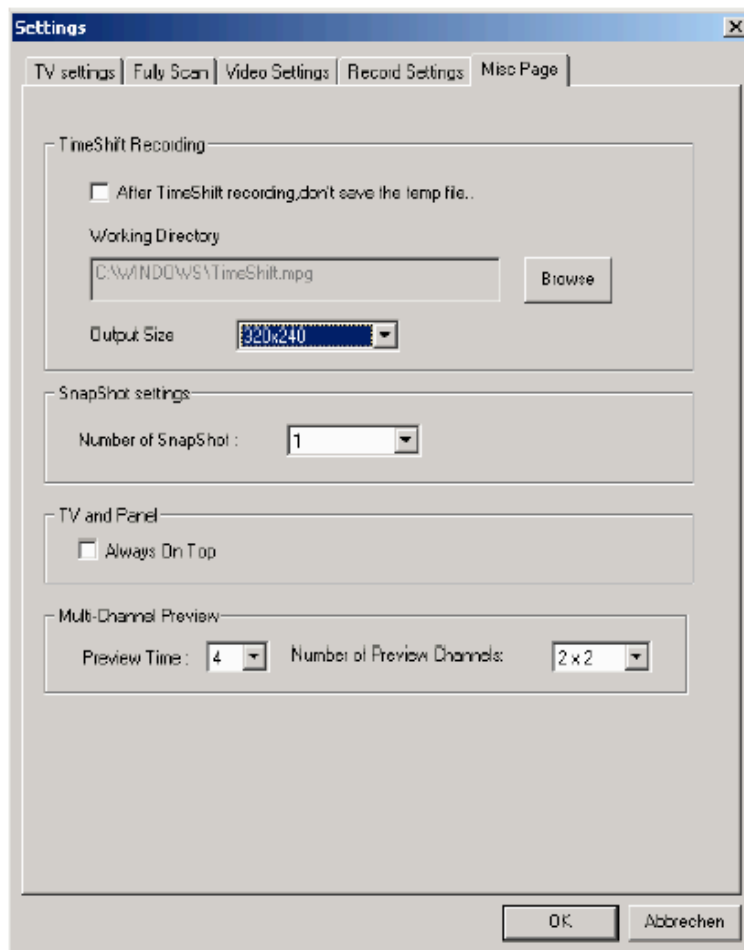 Settings
TV settings Fully Scan Video Settings Record Settings Misc Page
TimeShift Recording
After TimeShift recording,don't save the temp file..
Working Directory
C:\WINDOWS\TimeShift.mpg
Browse
Output Size 320x240
SnapShot settings
Number of SnapShot : 1
TV and Panel
Always On Top
Multi-Channel Preview
Preview Time : 4 Number of Preview Channels: 2 x 2
OK Abbrechen